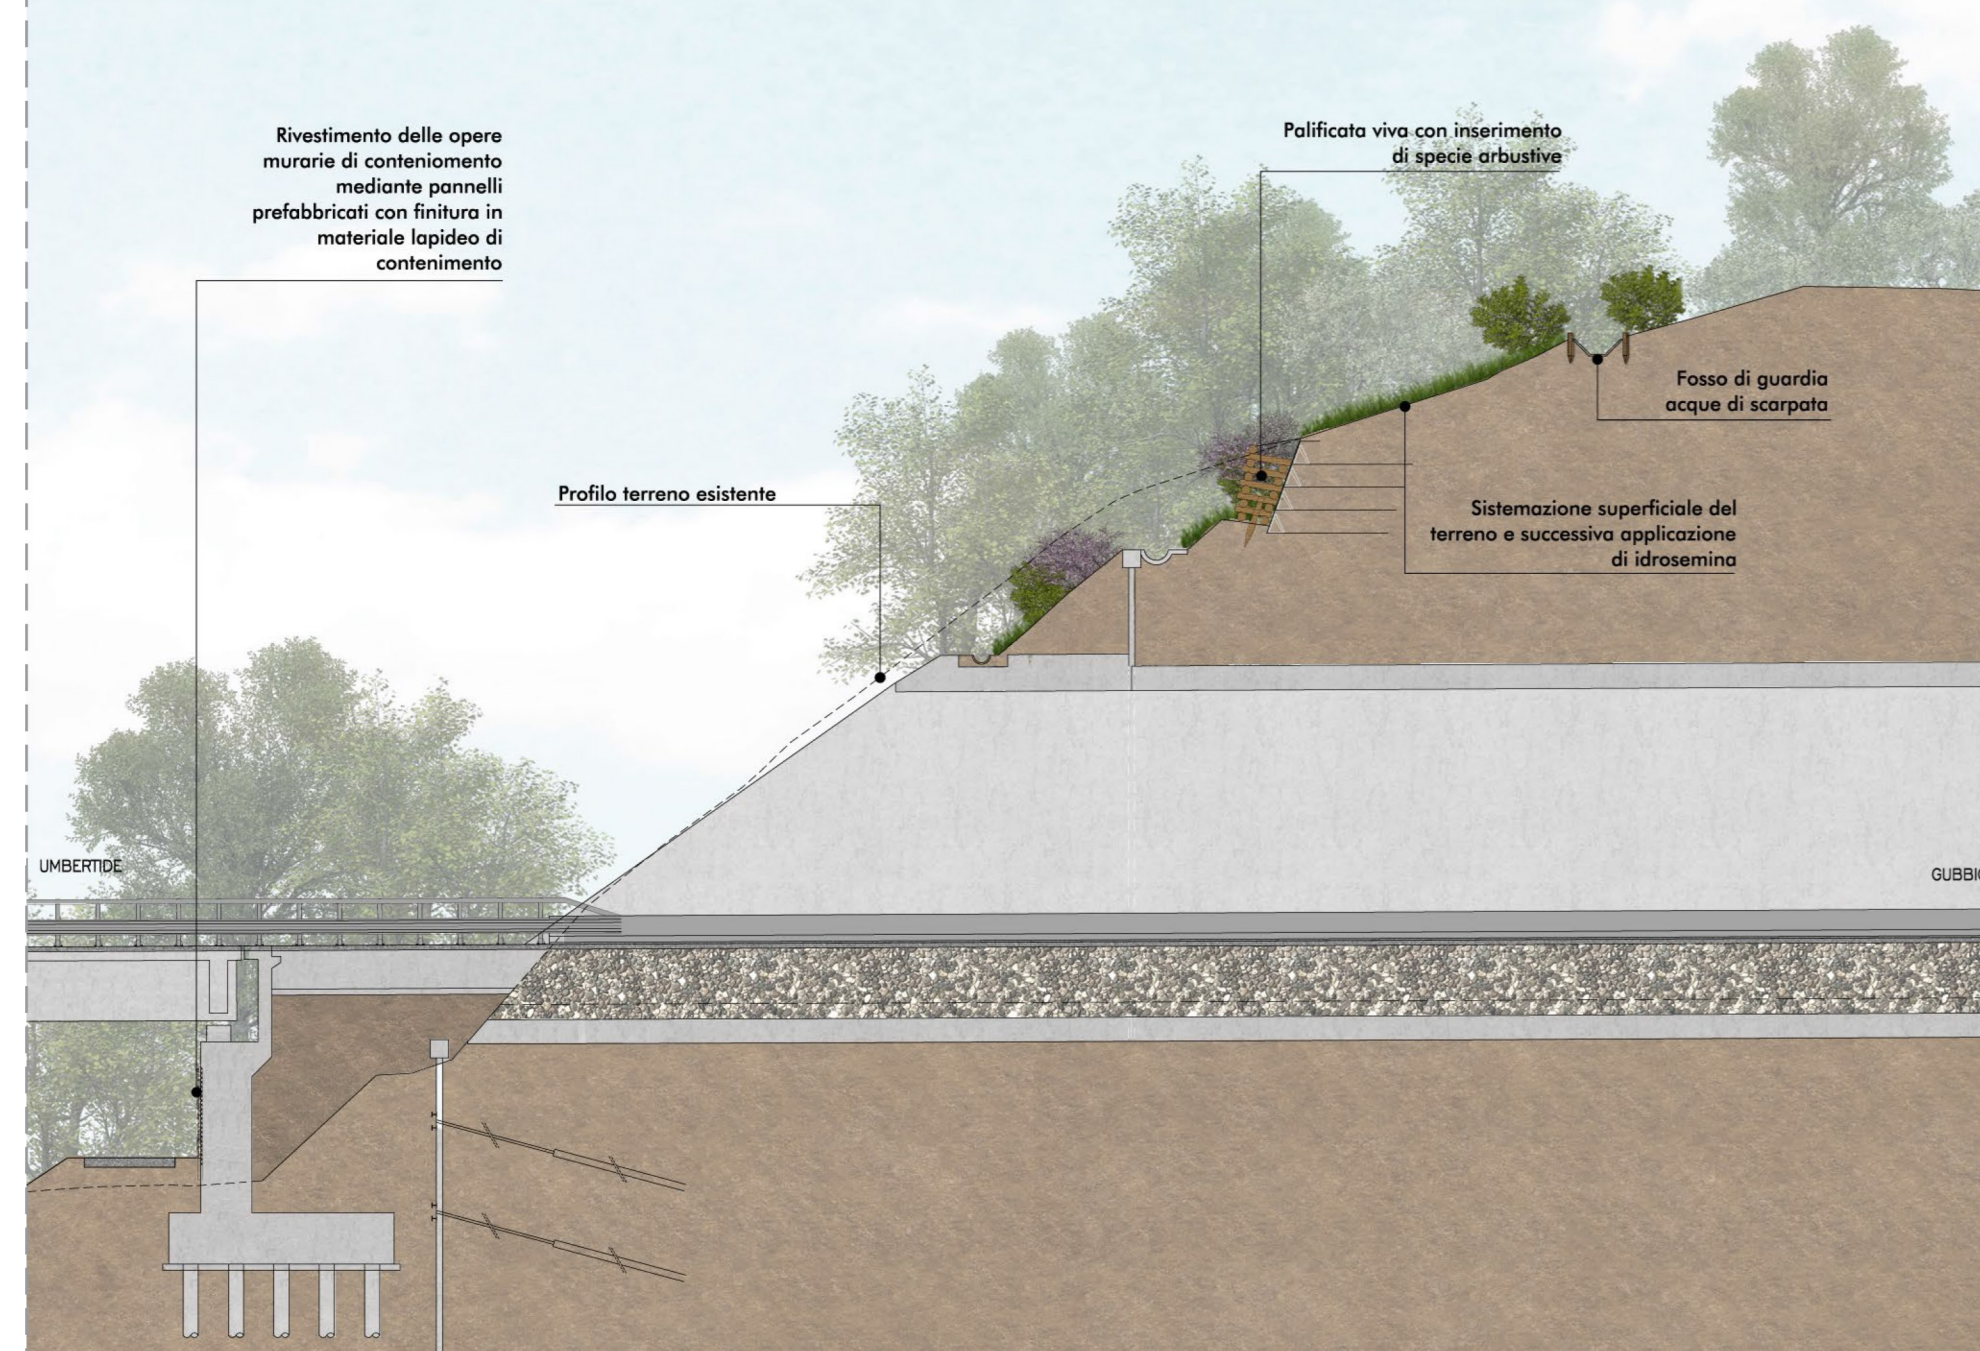 Rivestimento delle opere
murarie di conteniomento
mediante pannelli
prefabbricati con finitura in
materiale lapideo di
contenimento
Palificata viva con inserimento
di specie arbustive
Fosso di guardia
acque di scarpata
Profilo terreno esistente
Sistemazione superficiale del
terreno e successiva applicazione
di idrosemina
UMBERTIDE
GUBBIO